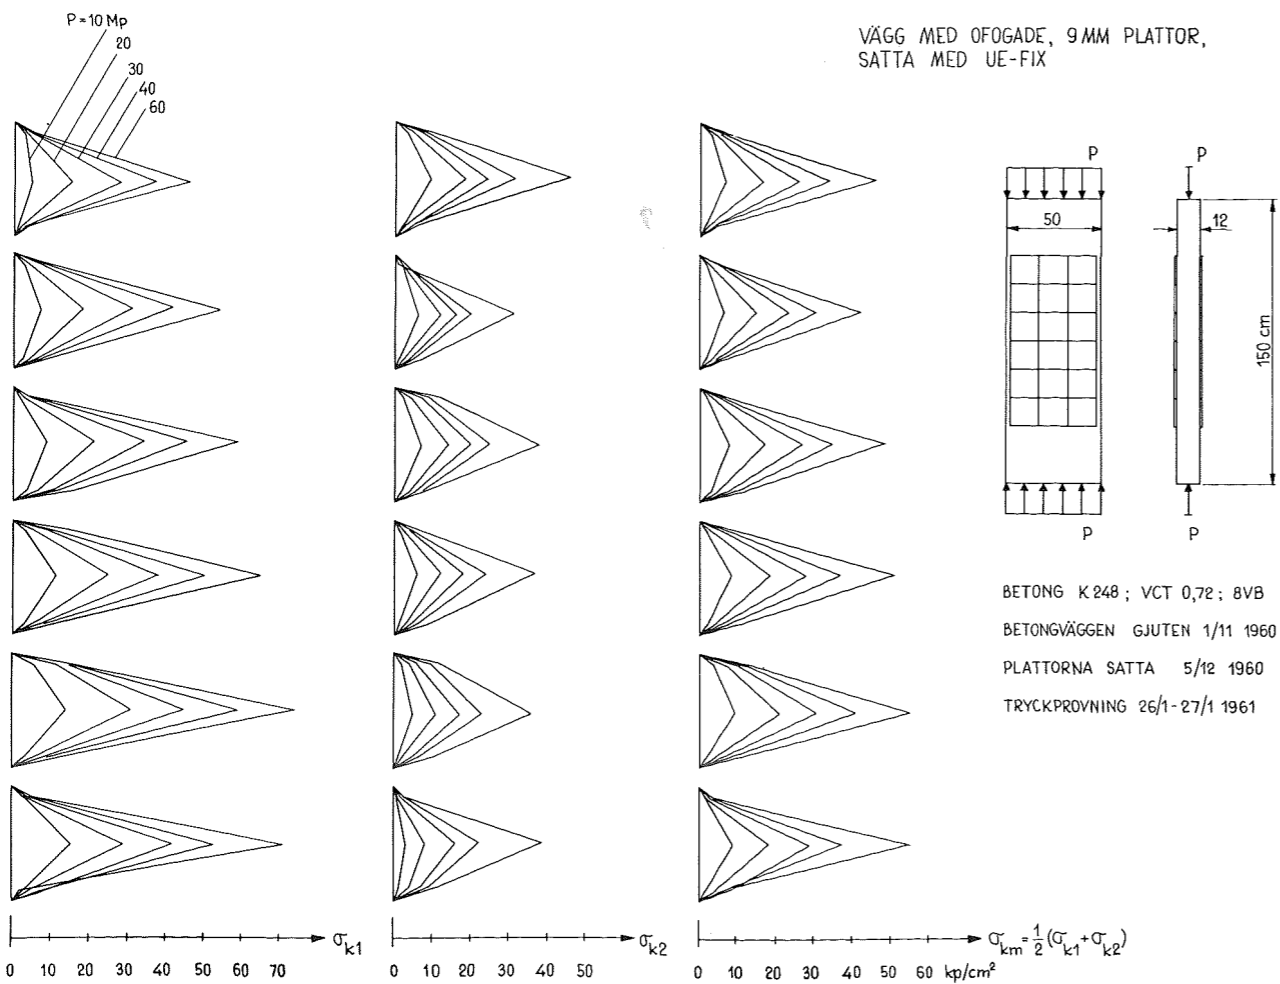 P=10 Mp
20
30
40
60
VÄGG MED OFOGADE, 9 MM PLATTOR,
SATTA MED UE-FIX
P P
50
12
150 cm
P P
BETONG K 248; VCT 0,72; 8VB
BETONGVÄGGEN GJUTEN 1/11 1960
PLATTORNA SATTA 5/12 1960
TRYCKPROVNING 26/1-27/1 1961
σk1
0 10 20 30 40 50 60 70
σk2
0 10 20 30 40 50
σkm = 1/2 (σk1 + σk2)
0 10 20 30 40 50 60 kp/cm²